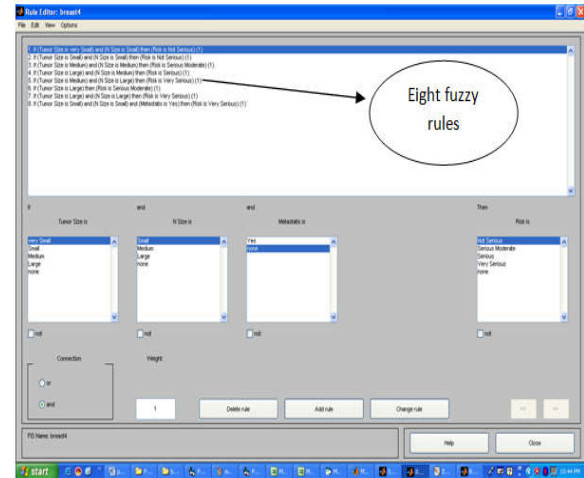 Rule Editor: breast4
File Edit View Options
1. If (Tumor Size is very Small) and (N Size is Small) then (Risk is Not Serious) (1)
2. If (Tumor Size is Small) and (N Size is Small) then (Risk is Not Serious) (1)
3. If (Tumor Size is Medium) and (N Size is Medium) then (Risk is Serious Moderate) (1)
4. If (Tumor Size is Large) and (N Size is Medium) then (Risk is Serious) (1)
5. If (Tumor Size is Medium) and (N Size is Large) then (Risk is Very Serious) (1)
6. If (Tumor Size is Large) then (Risk is Serious Moderate) (1)
7. If (Tumor Size is Large) and (N Size is Large) then (Risk is Very Serious) (1)
8. If (Tumor Size is Small) and (N Size is Small) and (Metastatis is Yes) then (Risk is Very Serious) (1)
Eight fuzzy
rules
If and and Then
Tumor Size is N Size is Metastatis is Risk is
very Small
Small
Medium
Large
none
Small
Medium
Large
none
Yes
none
Not Serious
Serious Moderate
Serious
Very Serious
none
not not not not
Connection Weight:
or
and
1 Delete rule Add rule Change rule << >>
FIS Name: breast4 Help Close
start 10:44 PM